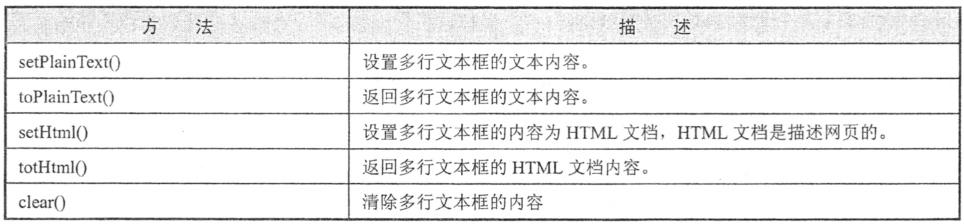 方 法 描 述
setPlainText() 设置多行文本框的文本内容。
toPlainText() 返回多行文本框的文本内容。
setHtml() 设置多行文本框的内容为 HTML 文档，HTML 文档是描述网页的。
totHtml() 返回多行文本框的 HTML 文档内容。
clear() 清除多行文本框的内容